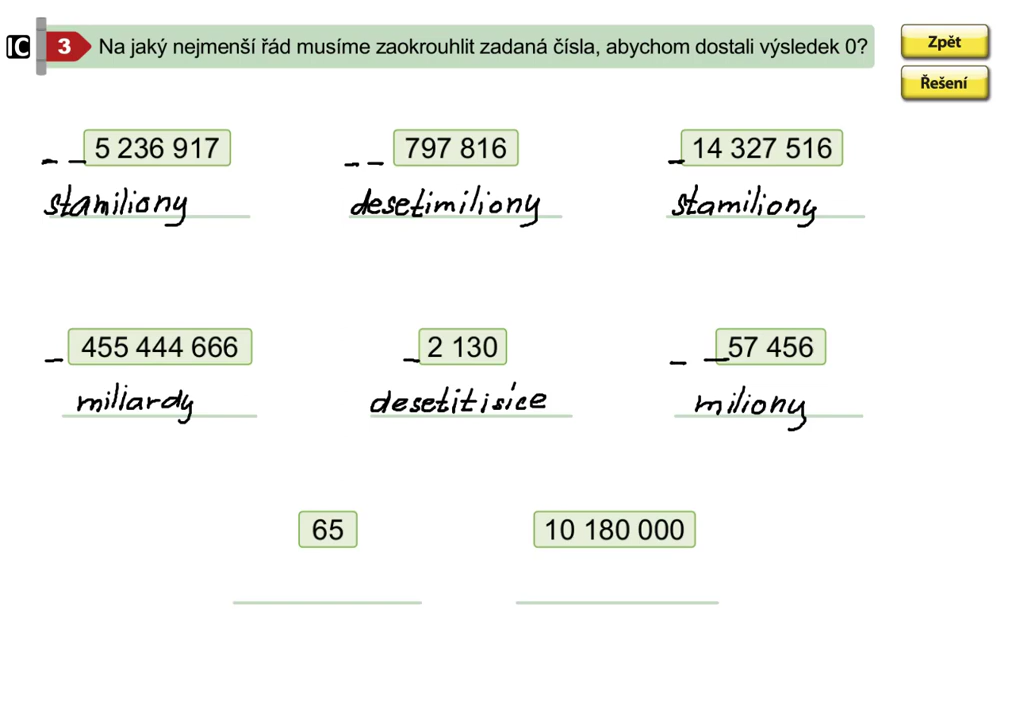 IC 3 Na jaký nejmenší řád musíme zaokrouhlit zadaná čísla, abychom dostali výsledek 0?
Zpět
Řešení
_ _ 5 236 917
_ _ 797 816
_ 14 327 516
stamiliony
desetimiliony
stamiliony
_ 455 444 666
_ 2 130
_ _ 57 456
miliardy
desetitisíce
miliony
65
10 180 000